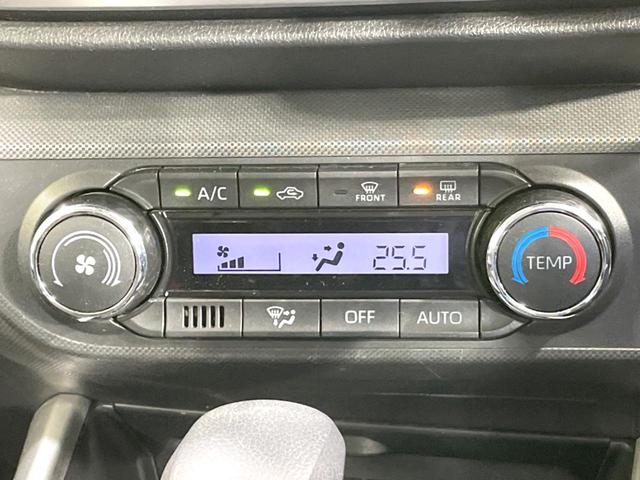 A/C FRONT REAR
25.5
TEMP
OFF AUTO